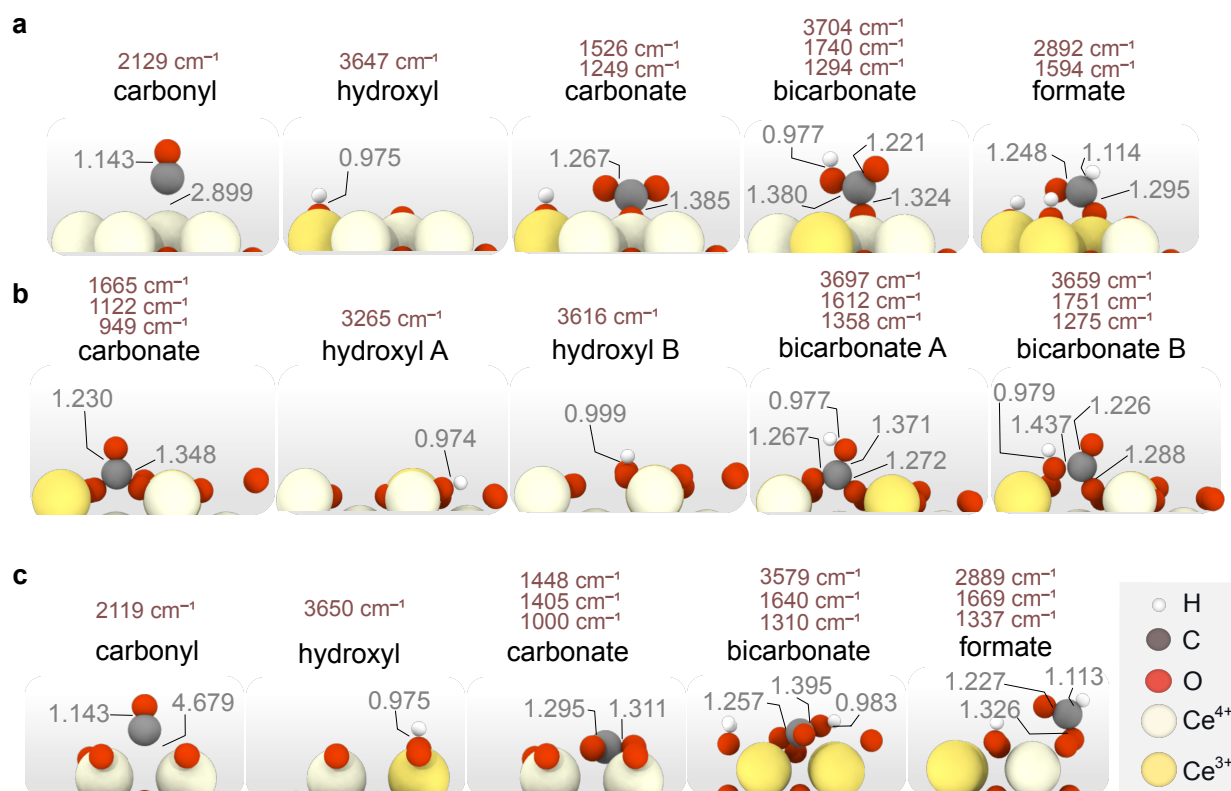 a
2129 cm⁻¹
carbonyl
1.143
2.899
3647 cm⁻¹
hydroxyl
0.975
1526 cm⁻¹
1249 cm⁻¹
carbonate
1.267
1.385
3704 cm⁻¹
1740 cm⁻¹
1294 cm⁻¹
bicarbonate
0.977
1.221
1.380
1.324
2892 cm⁻¹
1594 cm⁻¹
formate
1.248
1.114
1.295
b
1665 cm⁻¹
1122 cm⁻¹
949 cm⁻¹
carbonate
1.230
1.348
3265 cm⁻¹
hydroxyl A
0.974
3616 cm⁻¹
hydroxyl B
0.999
3697 cm⁻¹
1612 cm⁻¹
1358 cm⁻¹
bicarbonate A
0.977
1.267
1.371
1.272
3659 cm⁻¹
1751 cm⁻¹
1275 cm⁻¹
bicarbonate B
0.979
1.226
1.437
1.288
c
2119 cm⁻¹
carbonyl
1.143
4.679
3650 cm⁻¹
hydroxyl
0.975
1448 cm⁻¹
1405 cm⁻¹
1000 cm⁻¹
carbonate
1.295
1.311
3579 cm⁻¹
1640 cm⁻¹
1310 cm⁻¹
bicarbonate
1.395
1.257
0.983
2889 cm⁻¹
1669 cm⁻¹
1337 cm⁻¹
formate
1.113
1.227
1.326
H
C
O
Ce⁴⁺
Ce³⁺